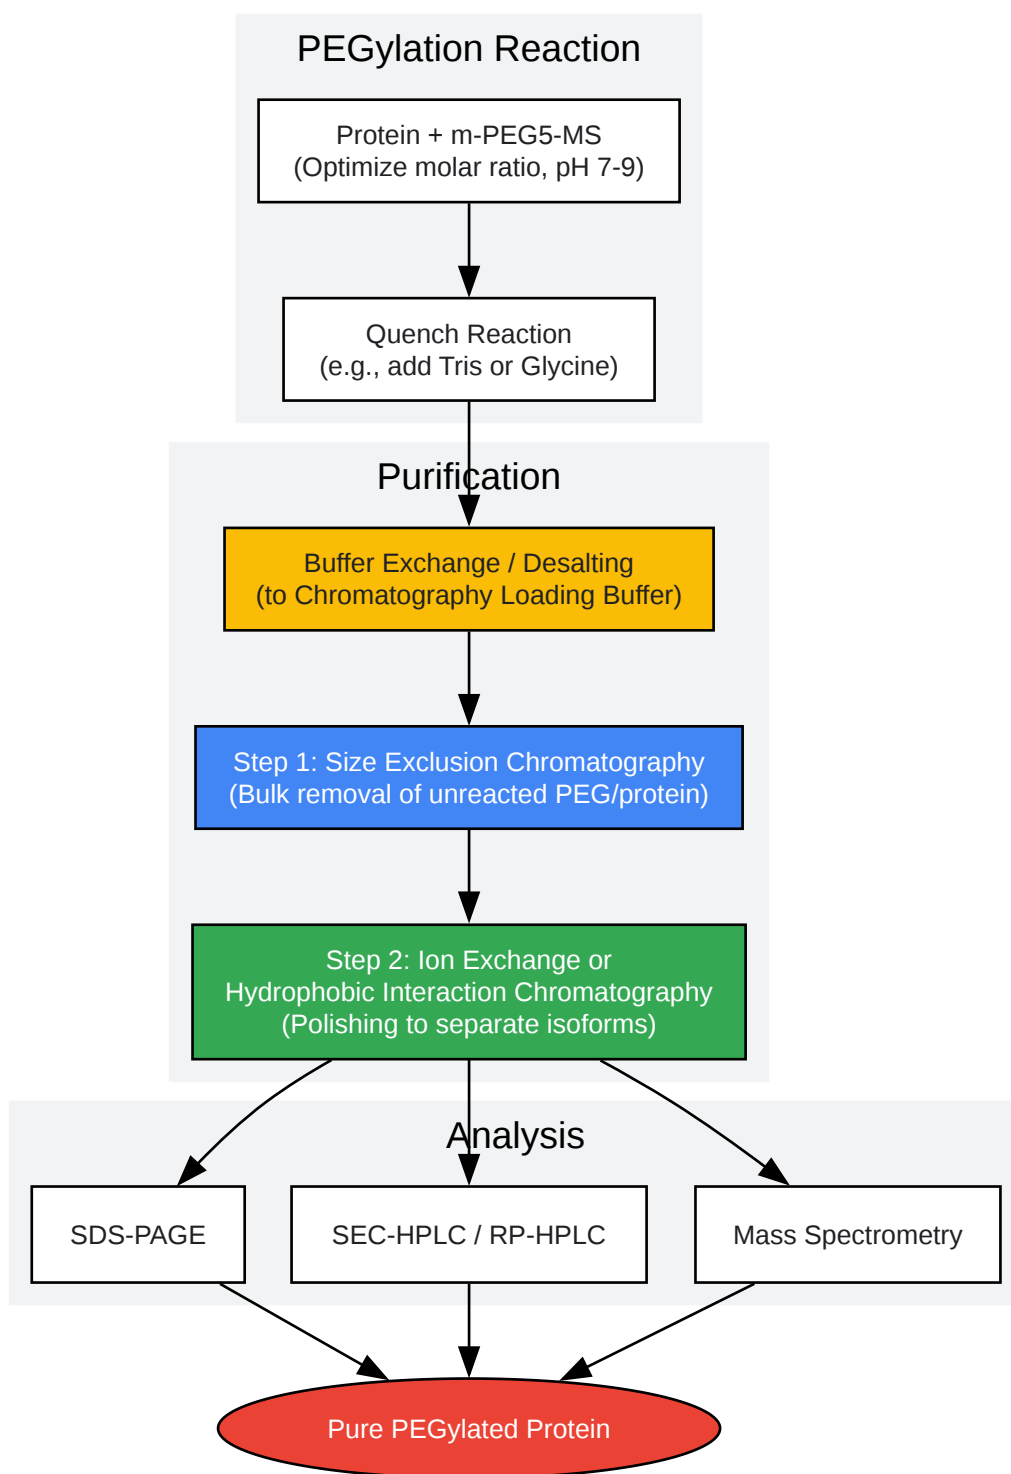 PEGylation Reaction
Protein + m-PEG5-MS
(Optimize molar ratio, pH 7-9)
Quench Reaction
(e.g., add Tris or Glycine)
Purification
Buffer Exchange / Desalting
(to Chromatography Loading Buffer)
Step 1: Size Exclusion Chromatography
(Bulk removal of unreacted PEG/protein)
Step 2: Ion Exchange or
Hydrophobic Interaction Chromatography
(Polishing to separate isoforms)
Analysis
SDS-PAGE
SEC-HPLC / RP-HPLC
Mass Spectrometry
Pure PEGylated Protein